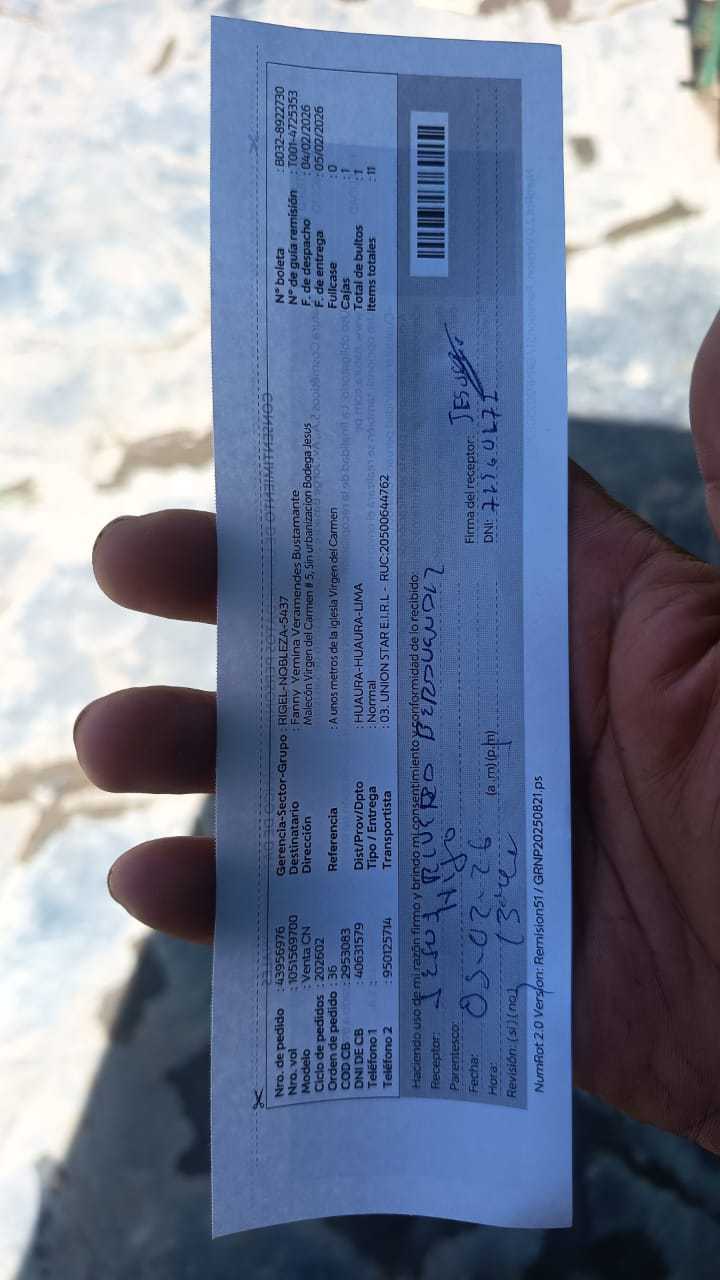 Nro. de pedido : 43956976
Nro. vol : 1051569700
Modelo : Venta CN
Ciclo de pedidos : 202602
Orden de pedido : 36
COD CB : 2953083
DNI DE CB : 40631579
Teléfono 1 :
Teléfono 2 : 950125714
Gerencia-Sector-Grupo : RIGEL-NOBLEZA-5437
Destinatario : Fanny Yemina Veramendes Bustamante
Dirección : Malecón Virgen del Carmen # 5, Sin urbanizacion Bodega Jesus
Referencia : A unos metros de la iglesia Virgen del Carmen
Dist/Prov/Dpto : HUAURA-HUAURA-LIMA
Tipo / Entrega : Normal
Transportista : 03. UNION STAR E.I.R.L - RUC:20500644762
N° boleta : B032-8922730
N° de guía remisión : T001-4725353
F. de despacho : 04/02/2026
F. de entrega : 05/02/2026
Fullcase : 0
Cajas : 1
Total de bultos : 1
Items totales : 11
Haciendo uso de mi razón firmo y brindo mi consentimiento y conformidad de lo recibido:
Receptor: JESUS RIVERO
Parentesco: Hijo
Fecha: 05-02-26
Hora: (a.m)(p.m)
Revisión: (si) (no)
Firma del receptor: JESUS
DNI:
NumRot 2.0 Version: Remision51 / GRNP20250821.ps